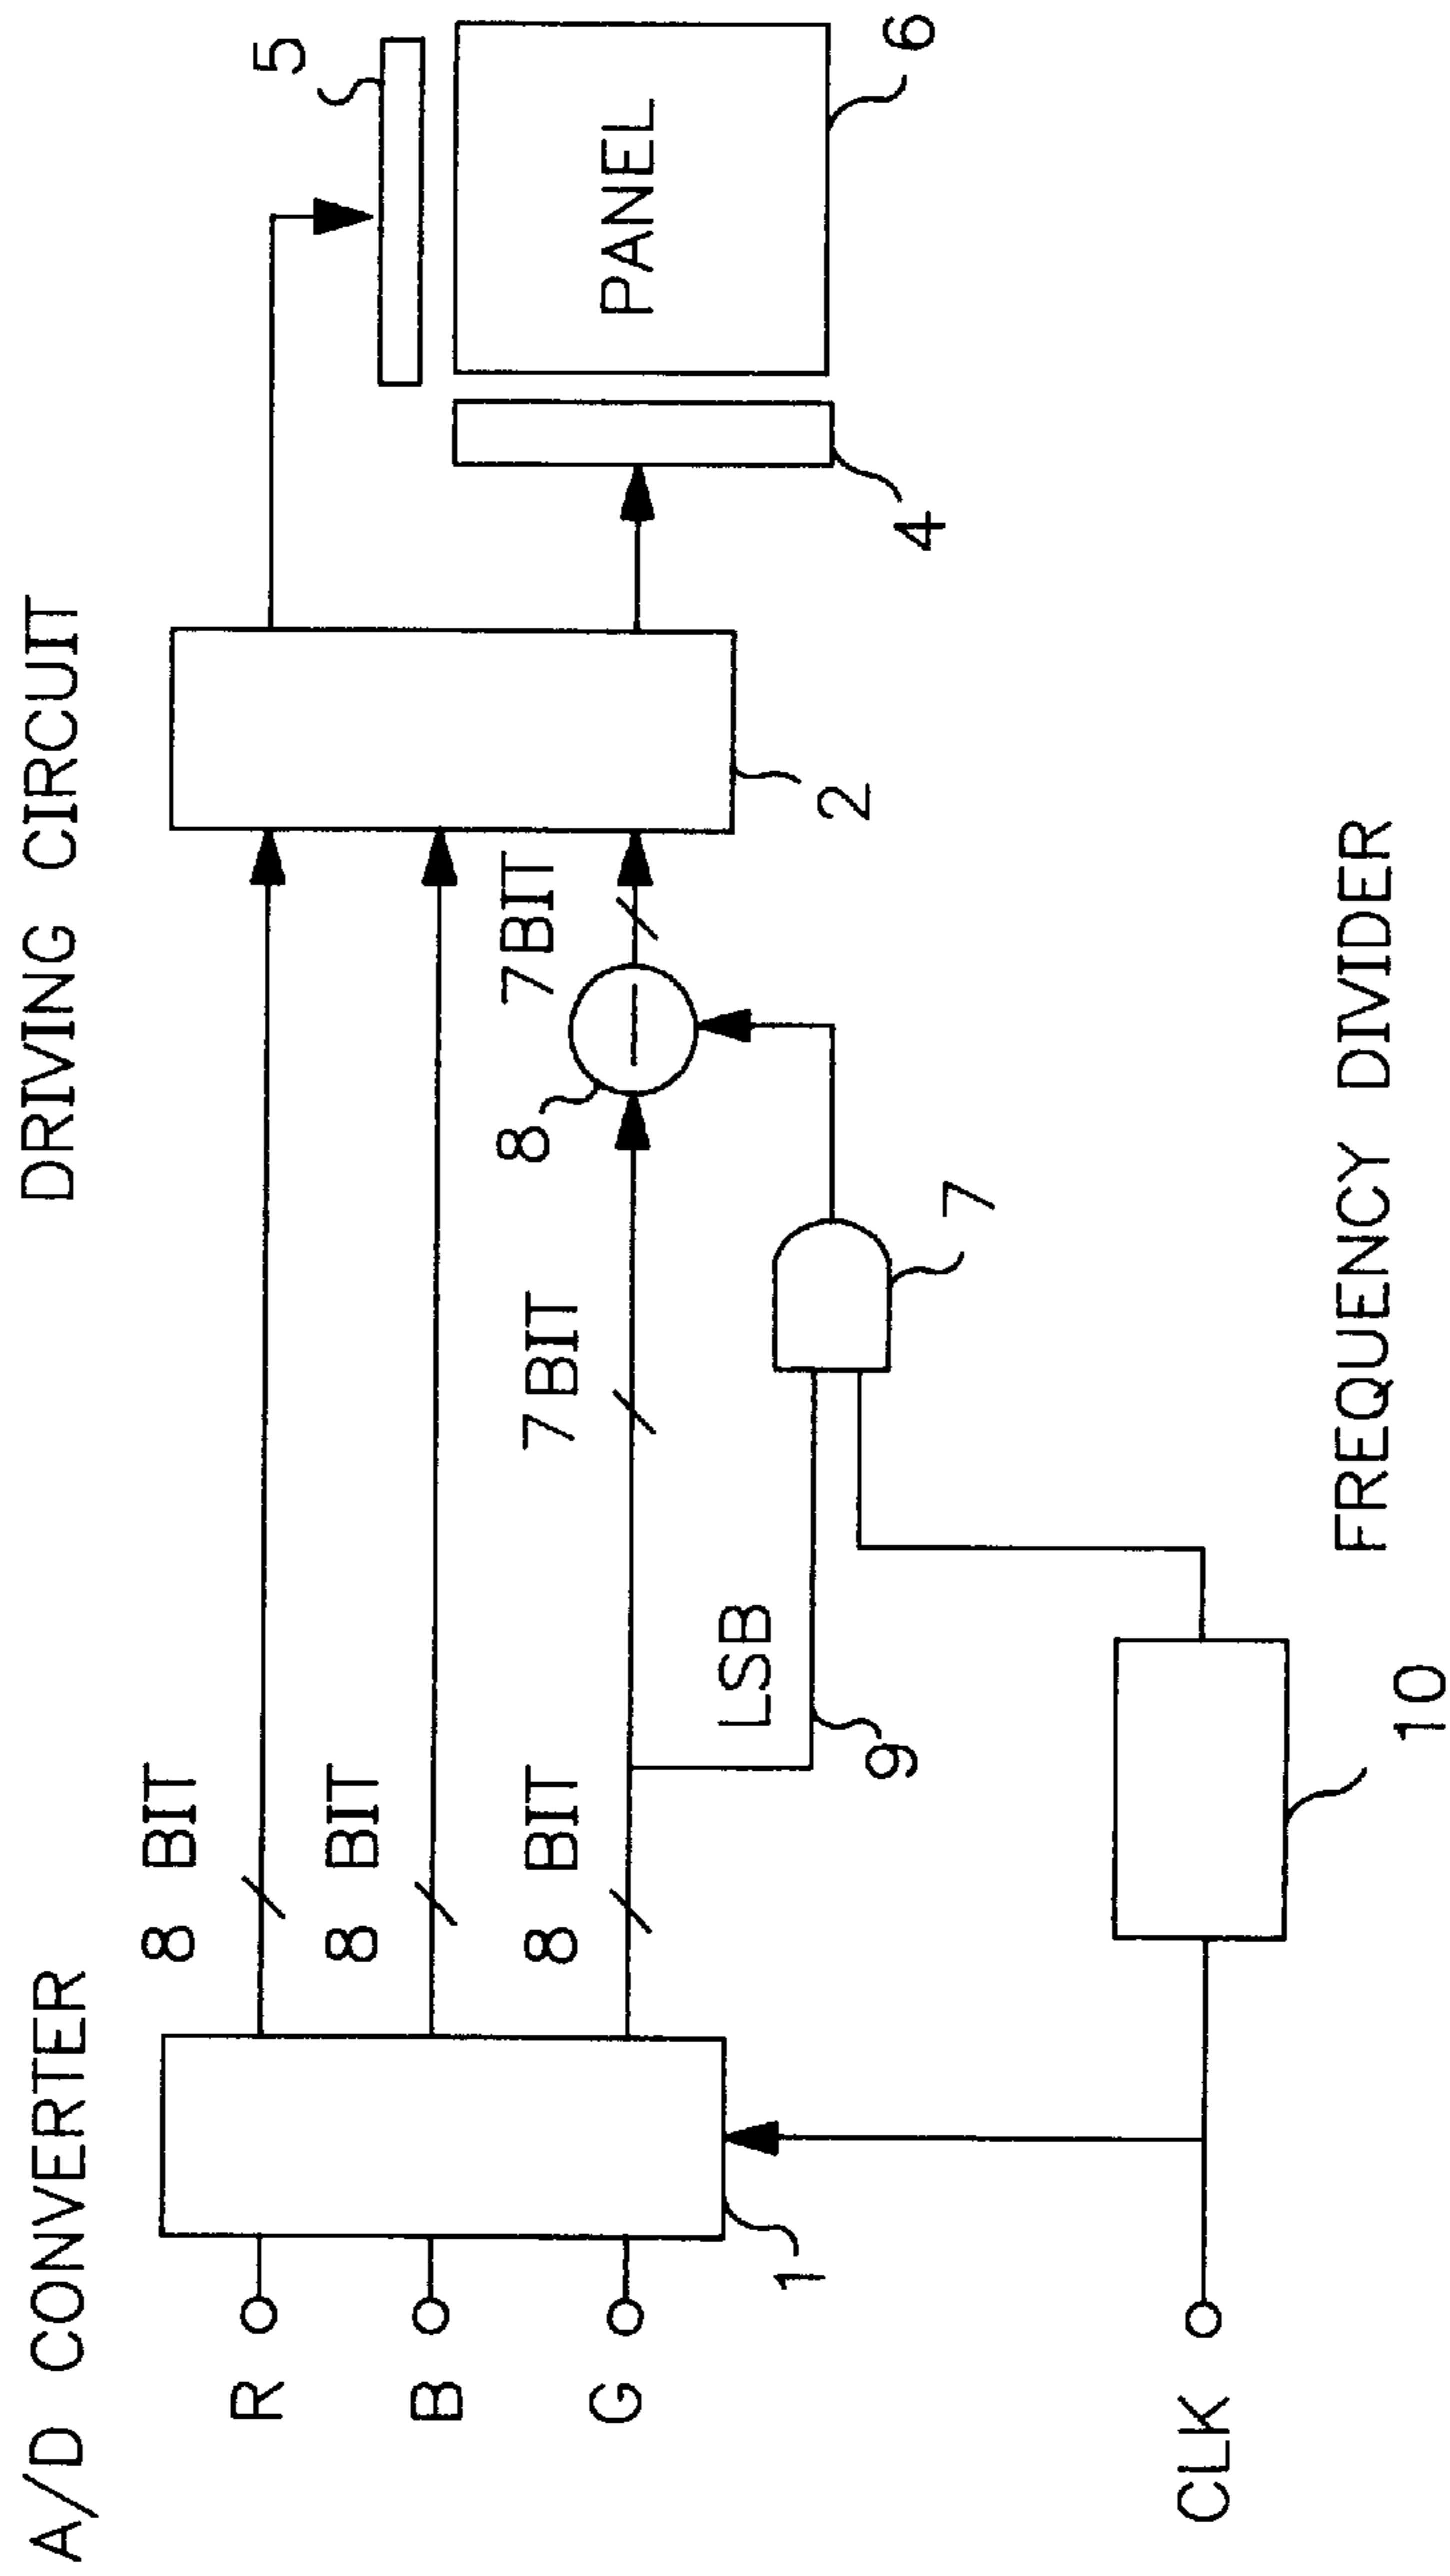 A/D CONVERTER
DRIVING CIRCUIT
R
8 BIT
5
B
8 BIT
PANEL
G
8 BIT
7BIT
8
7BIT
6
1
LSB
9
7
2
4
CLK
10
FREQUENCY DIVIDER